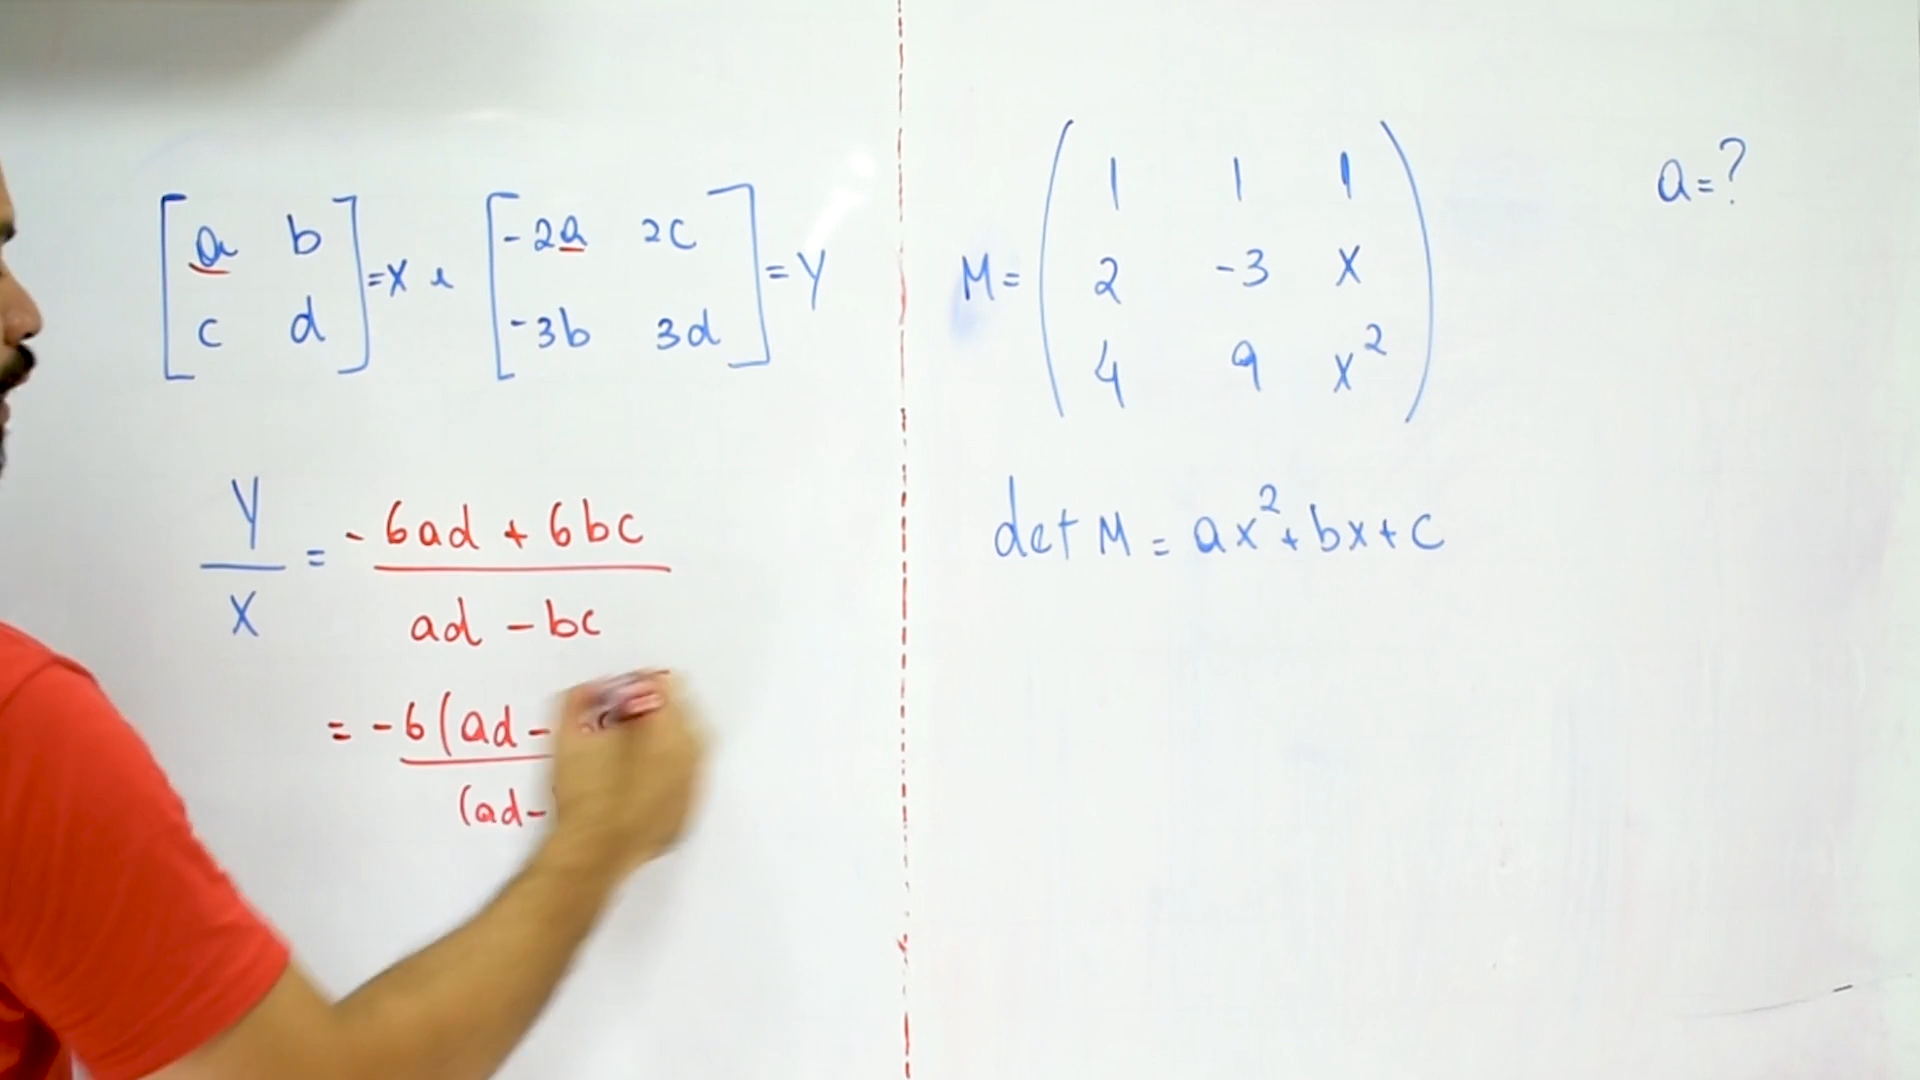 [a b
c d] = x e [-2a 2c
-3b 3d] = y
y/x = -6ad + 6bc / ad - bc
= -6(ad -
(ad -
M = (1 1 1
2 -3 x
4 9 x²)
a = ?
det M = ax² + bx + c